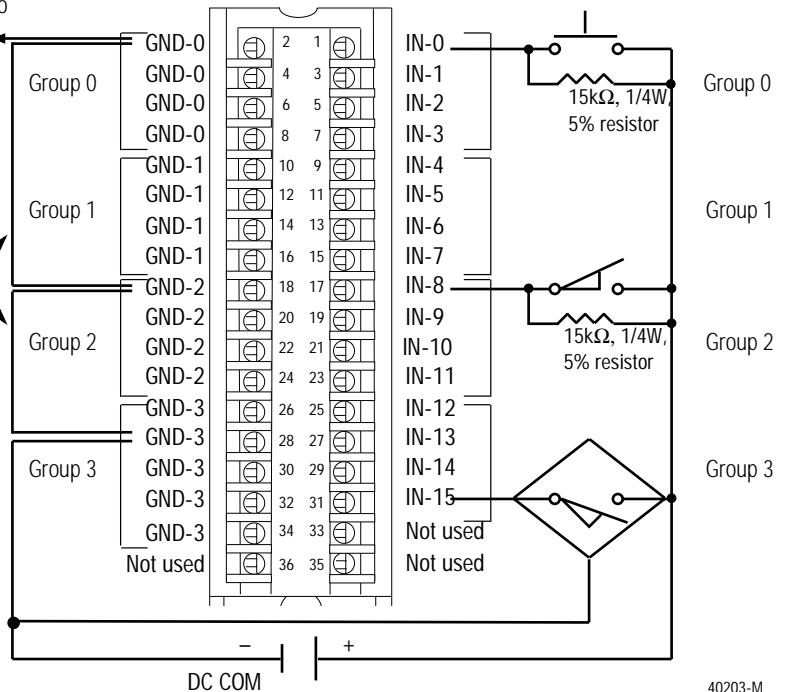 o
GND-0 2 1 IN-0
GND-0 4 3 IN-1
Group 0 Group 0
15kΩ, 1/4W,
5% resistor
GND-0 6 5 IN-2
GND-0 8 7 IN-3
GND-1 10 9 IN-4
GND-1 12 11 IN-5
Group 1 Group 1
GND-1 14 13 IN-6
GND-1 16 15 IN-7
GND-2 18 17 IN-8
GND-2 20 19 IN-9
Group 2 Group 2
15kΩ, 1/4W,
5% resistor
GND-2 22 21 IN-10
GND-2 24 23 IN-11
GND-3 26 25 IN-12
GND-3 28 27 IN-13
Group 3 Group 3
GND-3 30 29 IN-14
GND-3 32 31 IN-15
GND-3 34 33 Not used
Not used 36 35 Not used
– +
DC COM
40203-M